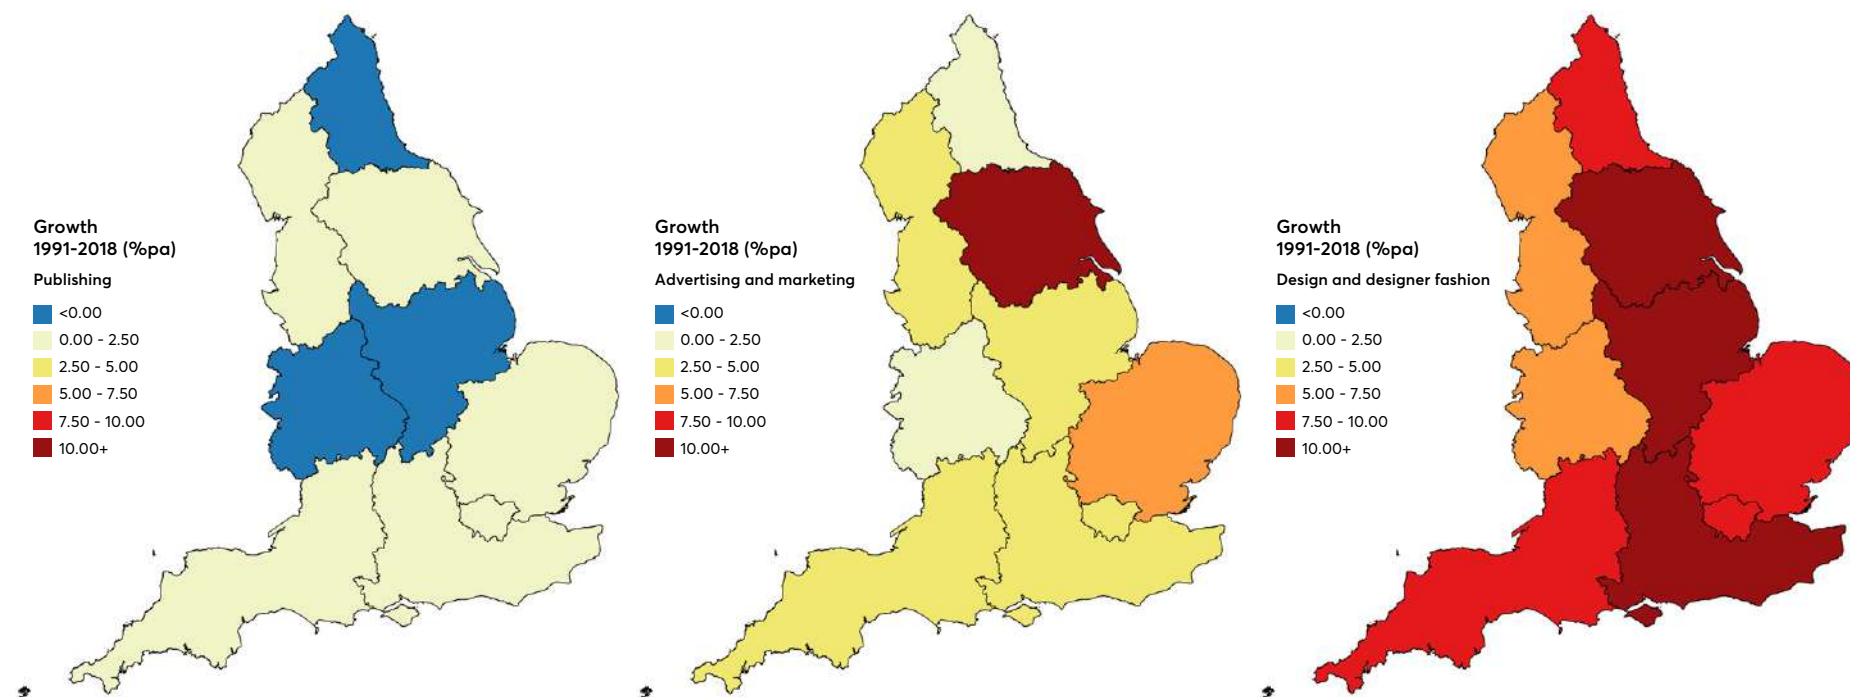 Growth
1991-2018 (%pa)
Publishing
<0.00
0.00 - 2.50
2.50 - 5.00
5.00 - 7.50
7.50 - 10.00
10.00+
Growth
1991-2018 (%pa)
Advertising and marketing
<0.00
0.00 - 2.50
2.50 - 5.00
5.00 - 7.50
7.50 - 10.00
10.00+
Growth
1991-2018 (%pa)
Design and designer fashion
<0.00
0.00 - 2.50
2.50 - 5.00
5.00 - 7.50
7.50 - 10.00
10.00+